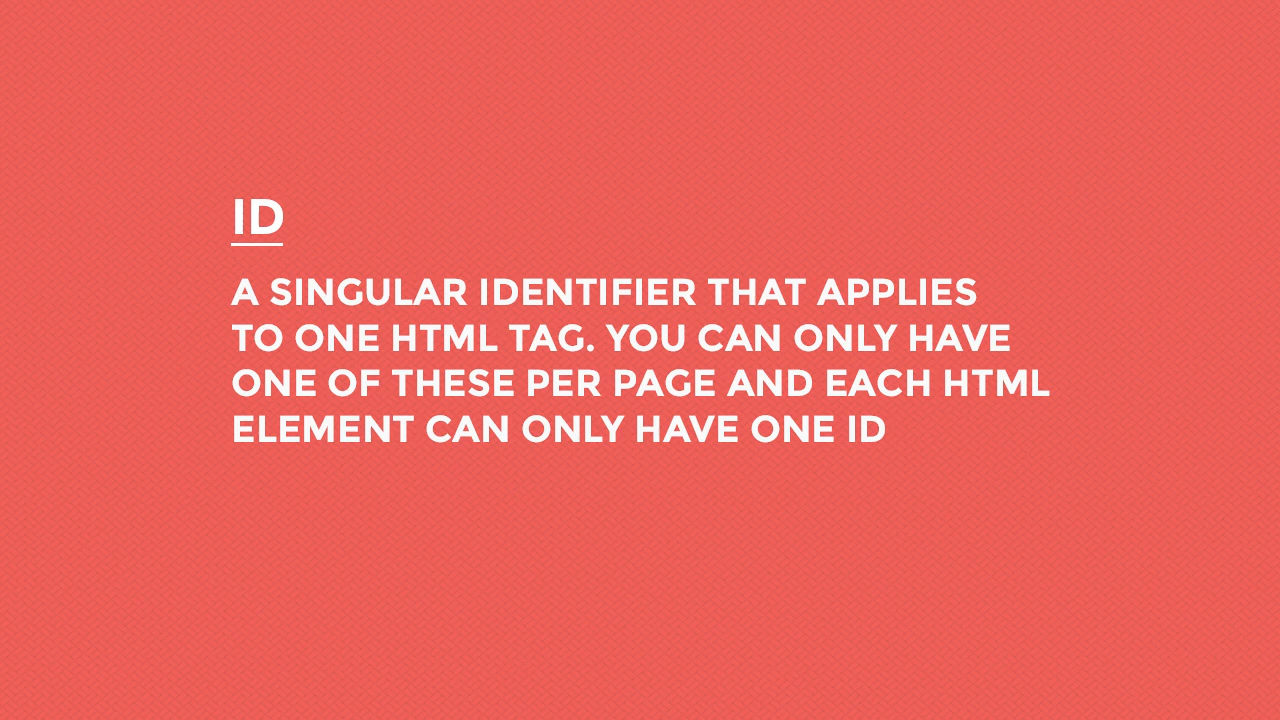 ID
A SINGULAR IDENTIFIER THAT APPLIES
TO ONE HTML TAG. YOU CAN ONLY HAVE
ONE OF THESE PER PAGE AND EACH HTML
ELEMENT CAN ONLY HAVE ONE ID